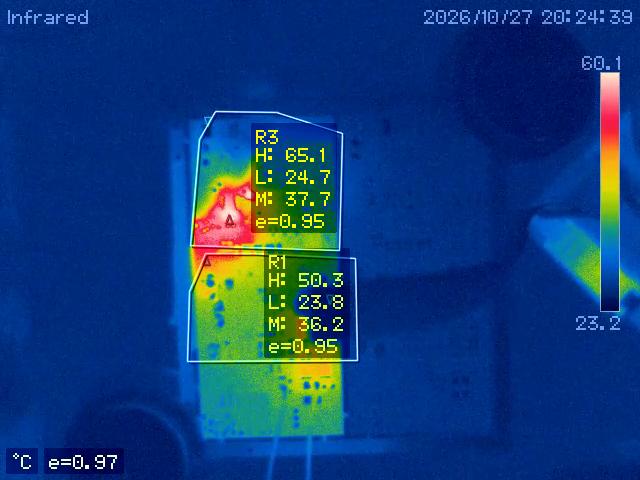 Infrared
2026/10/27 20:24:39
60.1
R3
H: 65.1
L: 24.7
M: 37.7
e=0.95
R1
H: 50.3
L: 23.8
M: 36.2
e=0.95
23.2
°C e=0.97